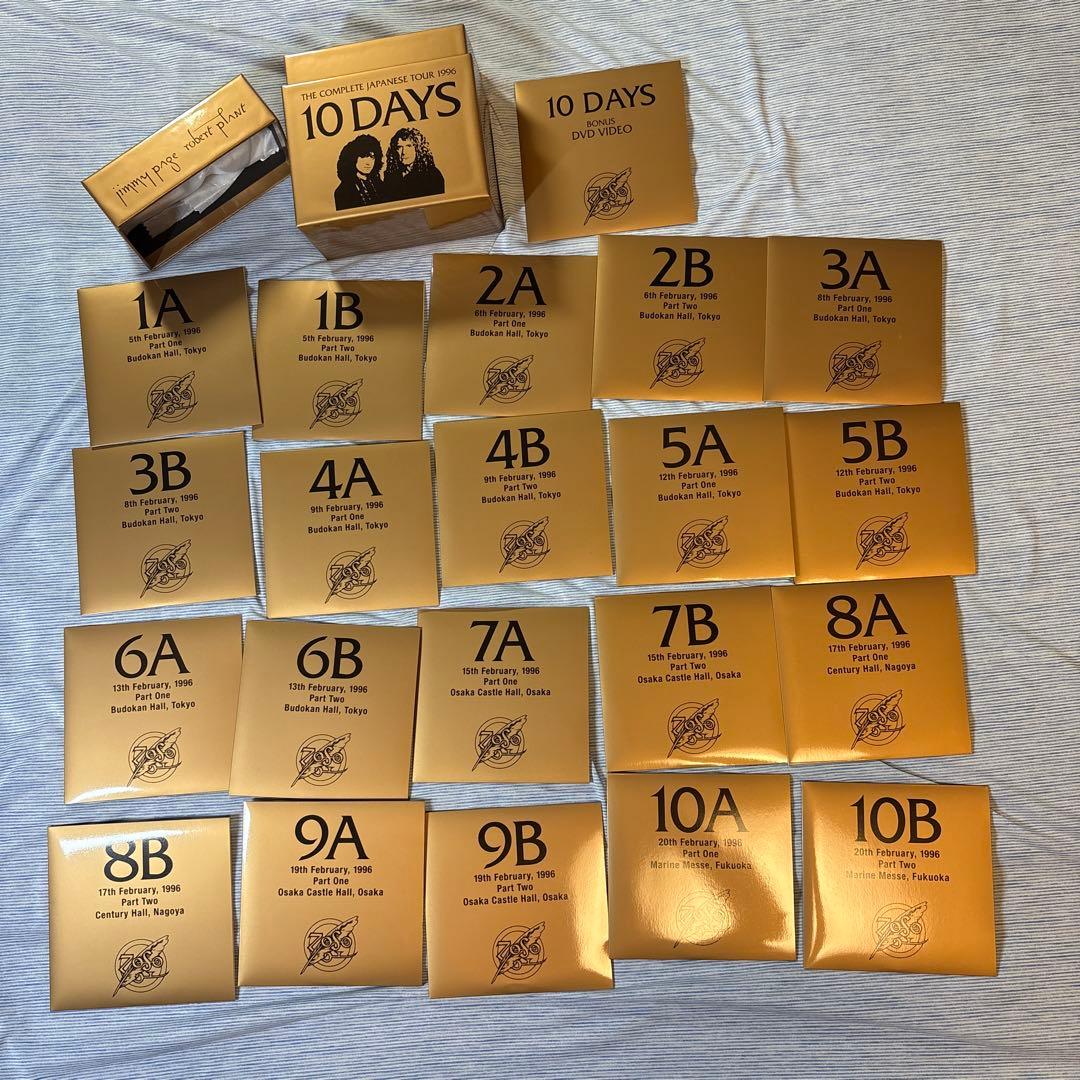 jimmy page robert plant
THE COMPLETE JAPANESE TOUR 1996
10 DAYS
10 DAYS
BONUS
DVD VIDEO
1A
5th February, 1996
Part One
Budokan Hall, Tokyo
1B
5th February, 1996
Part Two
Budokan Hall, Tokyo
2A
6th February, 1996
Part One
Budokan Hall, Tokyo
2B
6th February, 1996
Part Two
Budokan Hall, Tokyo
3A
8th February, 1996
Part One
Budokan Hall, Tokyo
3B
8th February, 1996
Part Two
Budokan Hall, Tokyo
4A
9th February, 1996
Part One
Budokan Hall, Tokyo
4B
9th February, 1996
Part Two
Budokan Hall, Tokyo
5A
12th February, 1996
Part One
Budokan Hall, Tokyo
5B
12th February, 1996
Part Two
Budokan Hall, Tokyo
6A
13th February, 1996
Part One
Budokan Hall, Tokyo
6B
13th February, 1996
Part Two
Budokan Hall, Tokyo
7A
15th February, 1996
Part One
Osaka Castle Hall, Osaka
7B
15th February, 1996
Part Two
Osaka Castle Hall, Osaka
8A
17th February, 1996
Part One
Century Hall, Nagoya
8B
17th February, 1996
Part Two
Century Hall, Nagoya
9A
19th February, 1996
Part One
Osaka Castle Hall, Osaka
9B
19th February, 1996
Part Two
Osaka Castle Hall, Osaka
10A
20th February, 1996
Part One
Marine Messe, Fukuoka
10B
20th February, 1996
Part Two
Marine Messe, Fukuoka